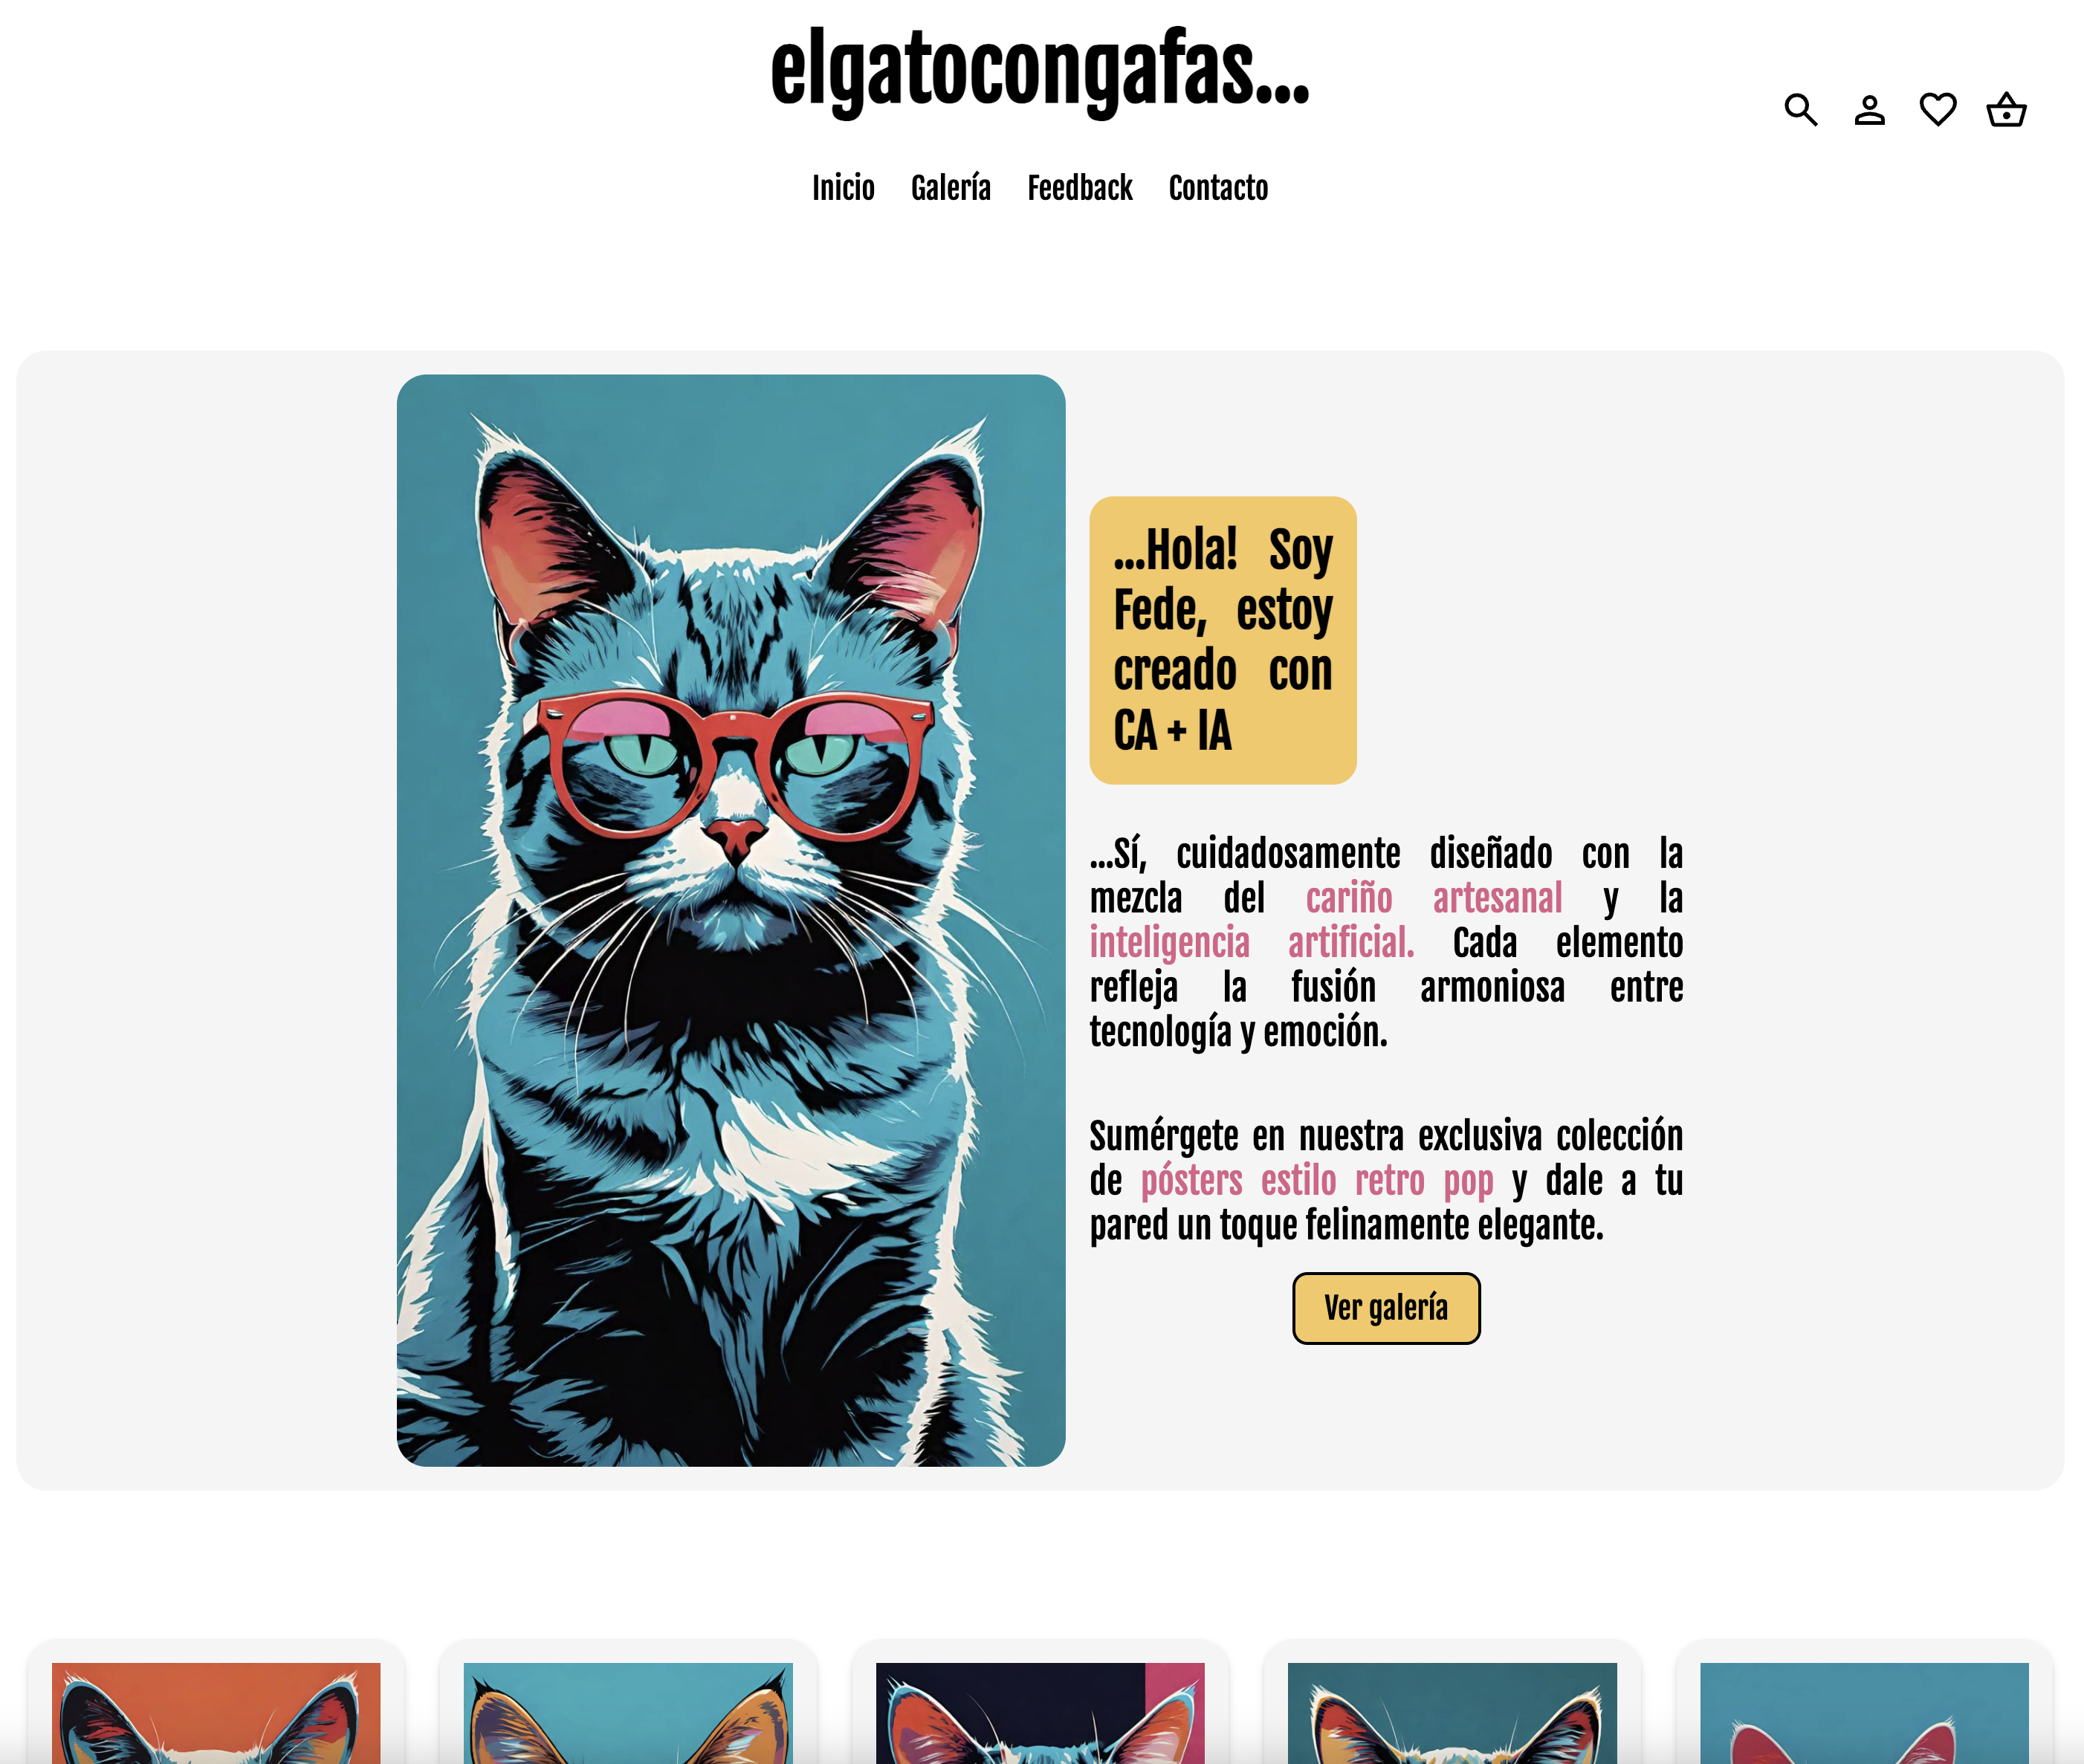 elgatocongafas...
Inicio Galería Feedback Contacto
...Hola! Soy
Fede, estoy
creado con
CA + IA
...Sí, cuidadosamente diseñado con la
mezcla del cariño artesanal y la
inteligencia artificial. Cada elemento
refleja la fusión armoniosa entre
tecnología y emoción.
Sumérgete en nuestra exclusiva colección
de pósters estilo retro pop y dale a tu
pared un toque felinamente elegante.
Ver galería